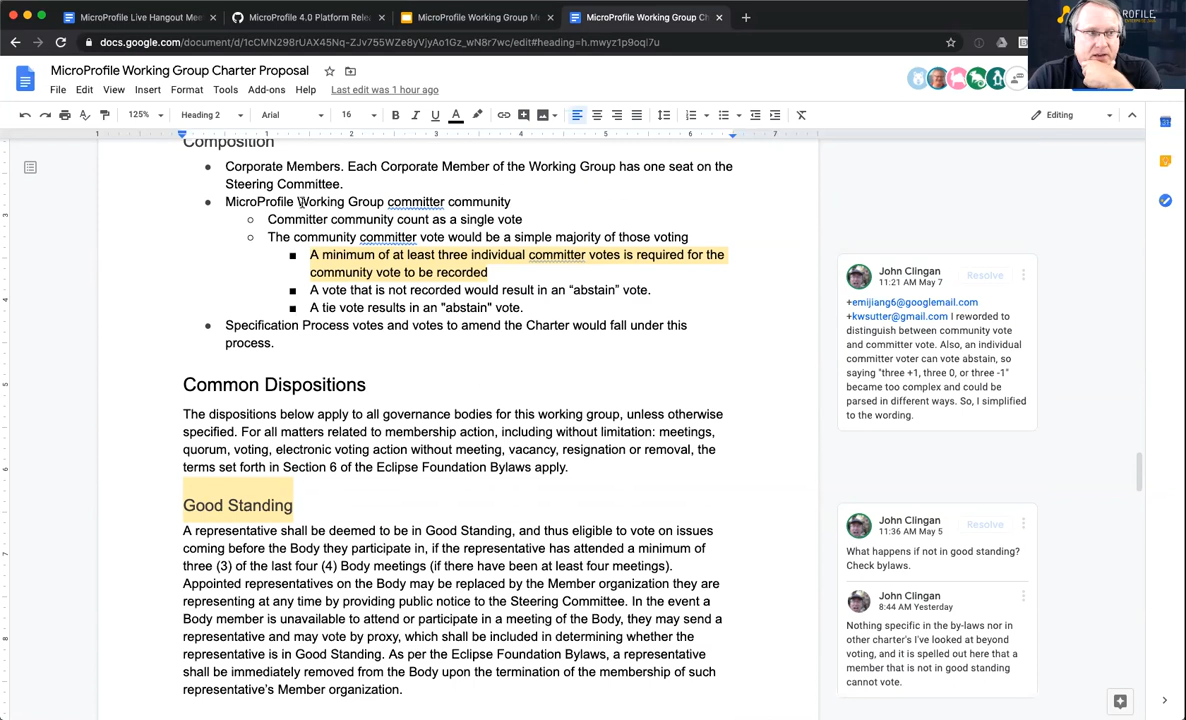 MicroProfile Live Hangout Mee
MicroProfile 4.0 Platform Rele
MicroProfile Working Group M
MicroProfile Working Group Ch
docs.google.com/document/d/1cCMN298rUAX45Nq-ZJv755WZe8yVjyAo1Gz_wN8r7wc/edit#heading=h.mwyz1p9oqi7u
MicroProfile Working Group Charter Proposal
File Edit View Insert Format Tools Add-ons Help Last edit was 1 hour ago
125% Heading 2 Arial 16 B I U A Editing
Composition
Corporate Members. Each Corporate Member of the Working Group has one seat on the
Steering Committee.
MicroProfile Working Group committer community
Committer community count as a single vote
The community committer vote would be a simple majority of those voting
A minimum of at least three individual committer votes is required for the
community vote to be recorded
A vote that is not recorded would result in an “abstain” vote.
A tie vote results in an "abstain" vote.
Specification Process votes and votes to amend the Charter would fall under this
process.
Common Dispositions
The dispositions below apply to all governance bodies for this working group, unless otherwise
specified. For all matters related to membership action, including without limitation: meetings,
quorum, voting, electronic voting action without meeting, vacancy, resignation or removal, the
terms set forth in Section 6 of the Eclipse Foundation Bylaws apply.
Good Standing
A representative shall be deemed to be in Good Standing, and thus eligible to vote on issues
coming before the Body they participate in, if the representative has attended a minimum of
three (3) of the last four (4) Body meetings (if there have been at least four meetings).
Appointed representatives on the Body may be replaced by the Member organization they are
representing at any time by providing public notice to the Steering Committee. In the event a
Body member is unavailable to attend or participate in a meeting of the Body, they may send a
representative and may vote by proxy, which shall be included in determining whether the
representative is in Good Standing. As per the Eclipse Foundation Bylaws, a representative
shall be immediately removed from the Body upon the termination of the membership of such
representative’s Member organization.
John Clingan
11:21 AM May 7
Resolve
+emijiang6@googlemail.com
+kwsutter@gmail.com I reworded to
distinguish between community vote
and committer vote. Also, an individual
committer voter can vote abstain, so
saying "three +1, three 0, or three -1"
became too complex and could be
parsed in different ways. So, I simplified
to the wording.
John Clingan
11:36 AM May 5
Resolve
What happens if not in good standing?
Check bylaws.
John Clingan
8:44 AM Yesterday
Nothing specific in the by-laws nor in
other charter's I've looked at beyond
voting, and it is spelled out here that a
member that is not in good standing
cannot vote.